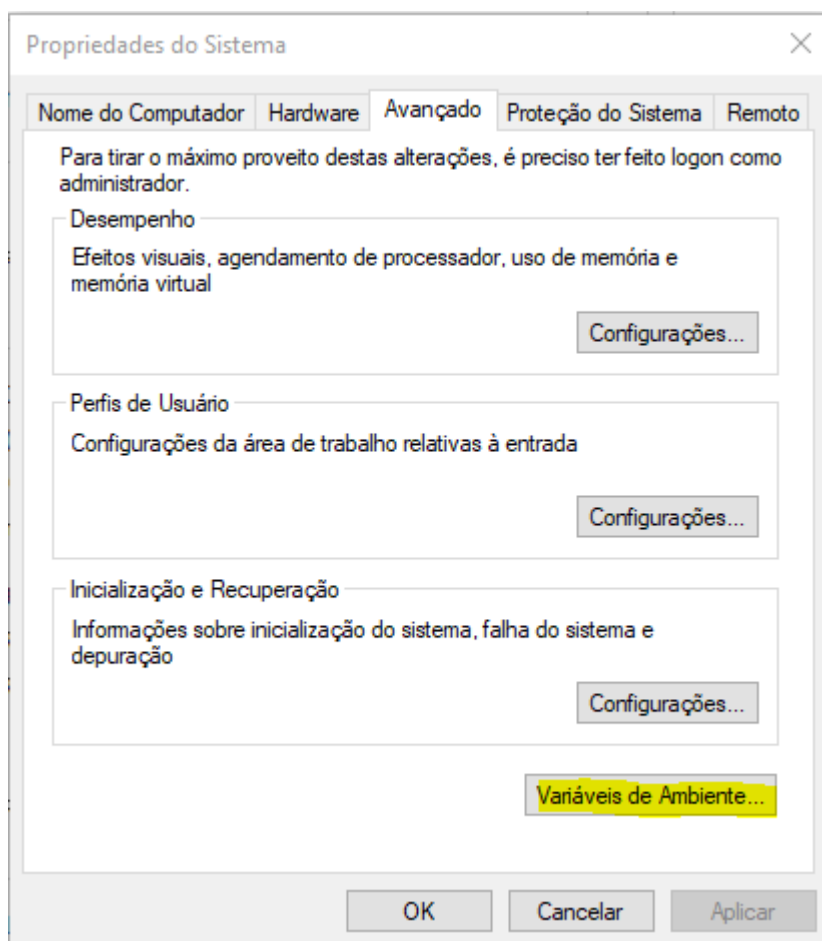 Propriedades do Sistema
Nome do Computador Hardware Avançado Proteção do Sistema Remoto
Para tirar o máximo proveito destas alterações, é preciso ter feito logon como
administrador.
Desempenho
Efeitos visuais, agendamento de processador, uso de memória e
memória virtual
Configurações...
Perfis de Usuário
Configurações da área de trabalho relativas à entrada
Configurações...
Inicialização e Recuperação
Informações sobre inicialização do sistema, falha do sistema e
depuração
Configurações...
Variáveis de Ambiente...
OK Cancelar Aplicar